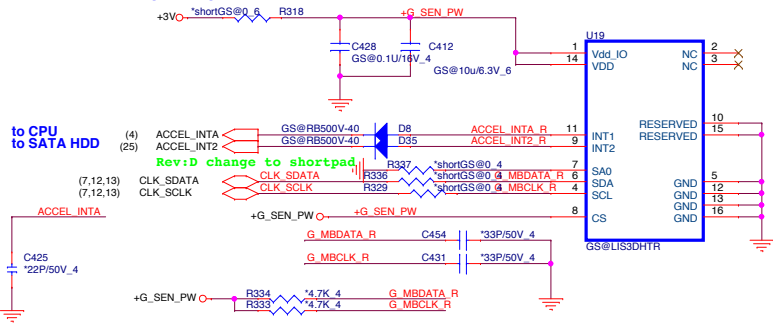 +3V *shortGS@0_6 R318 +G_SEN_PW
C428 GS@0.1U/16V_4
C412 GS@10u/6.3V_6
U19
1 Vdd_IO NC 2
14 VDD NC 3
RESERVED 10
RESERVED 15
to CPU (4) ACCEL_INTA GS@RB500V-40 D8 ACCEL_INTA_R 11 INT1
to SATA HDD (25) ACCEL_INT2 GS@RB500V-40 D35 ACCEL_INT2_R 9 INT2
Rev:D change to shortpad
R337 *shortGS@0_4 7 SA0
(7,12,13) CLK_SDATA CLK_SDATA R336 *shortGS@0_4 G_MBDATA_R 6 SDA GND 5
(7,12,13) CLK_SCLK CLK_SCLK R329 *shortGS@0_4 G_MBCLK_R 4 SCL GND 12
GND 13
+G_SEN_PW +G_SEN_PW 8 CS GND 16
GS@LIS3DHTR
ACCEL_INTA
C425
*22P/50V_4
G_MBDATA_R C454 *33P/50V_4
G_MBCLK_R C431 *33P/50V_4
+G_SEN_PW R334 *4.7K_4 G_MBDATA_R
R333 *4.7K_4 G_MBCLK_R